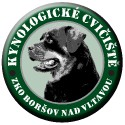 KYNOLOGICKÉ CVIČIŠTĚ
ZKO BORŠOV NAD VLTAVOU